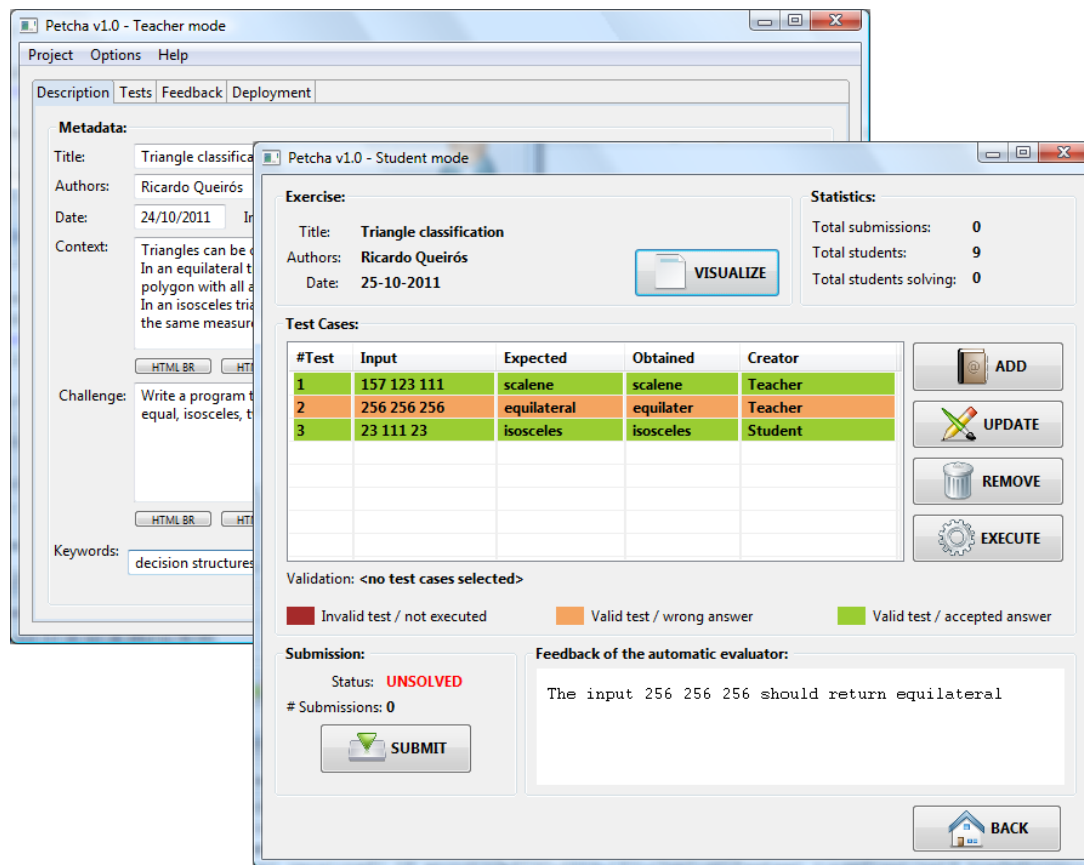 Petcha v1.0 - Teacher mode
Project Options Help
Description Tests Feedback Deployment
Metadata:
Title: Triangle
Authors: Ricardo Queirós
Date: 24/10/2011
Context: Triangles can be
In an equilateral
polygon with all
In an isosceles
the same
HTML BR
Challenge: Write a program
equal, isosceles,
HTML BR
Keywords: decision structures
Petcha v1.0 - Student mode
Exercise:
Title: Triangle classification
Authors: Ricardo Queirós
Date: 25-10-2011
VISUALIZE
Statistics:
Total submissions: 0
Total students: 9
Total students solving: 0
Test Cases:
#Test Input Expected Obtained Creator
1 157 123 111 scalene scalene Teacher
2 256 256 256 equilateral equilater Teacher
3 23 111 23 isosceles isosceles Student
ADD
UPDATE
REMOVE
EXECUTE
Validation: <no test cases selected>
Invalid test / not executed Valid test / wrong answer Valid test / accepted answer
Submission:
Status: UNSOLVED
# Submissions: 0
SUBMIT
Feedback of the automatic evaluator:
The input 256 256 256 should return equilateral
BACK